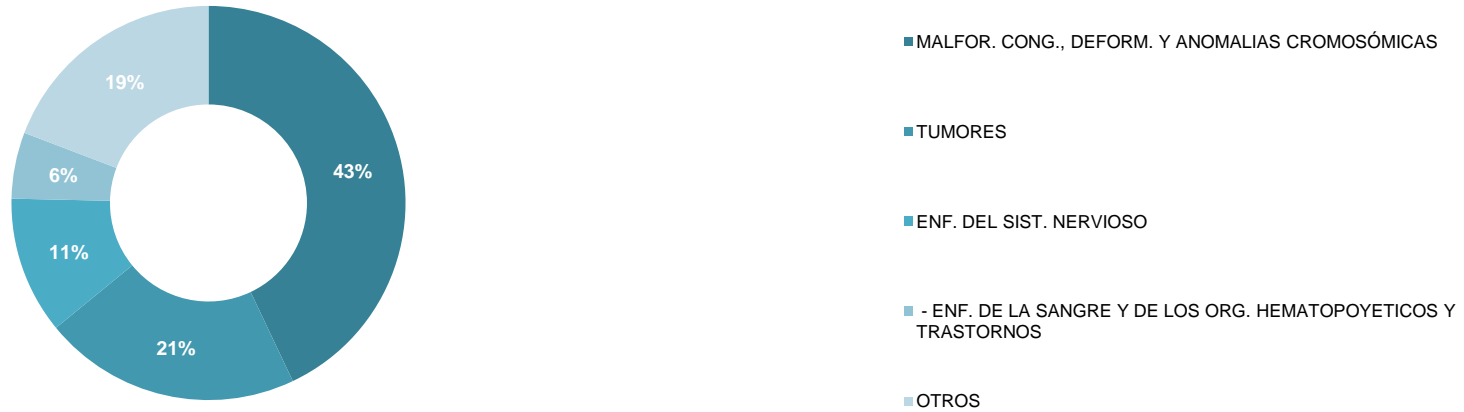 19%
43%
6%
11%
21%
MALFOR. CONG., DEFORM. Y ANOMALIAS CROMOSÓMICAS
TUMORES
ENF. DEL SIST. NERVIOSO
- ENF. DE LA SANGRE Y DE LOS ORG. HEMATOPOYETICOS Y
TRASTORNOS
OTROS